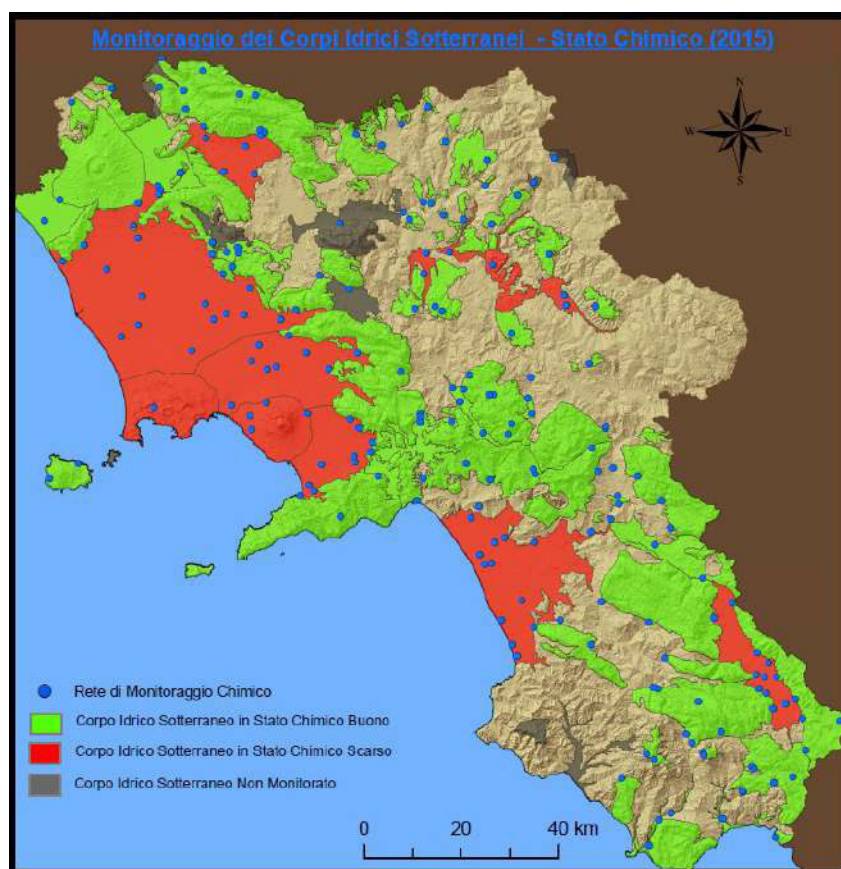 Monitoraggio dei Corpi Idrici Sotterranei - Stato Chimico (2015)
N
W E
S
Rete di Monitoraggio Chimico
Corpo Idrico Sotterraneo in Stato Chimico Buono
Corpo Idrico Sotterraneo in Stato Chimico Scarso
Corpo Idrico Sotterraneo Non Monitorato
0 20 40 km